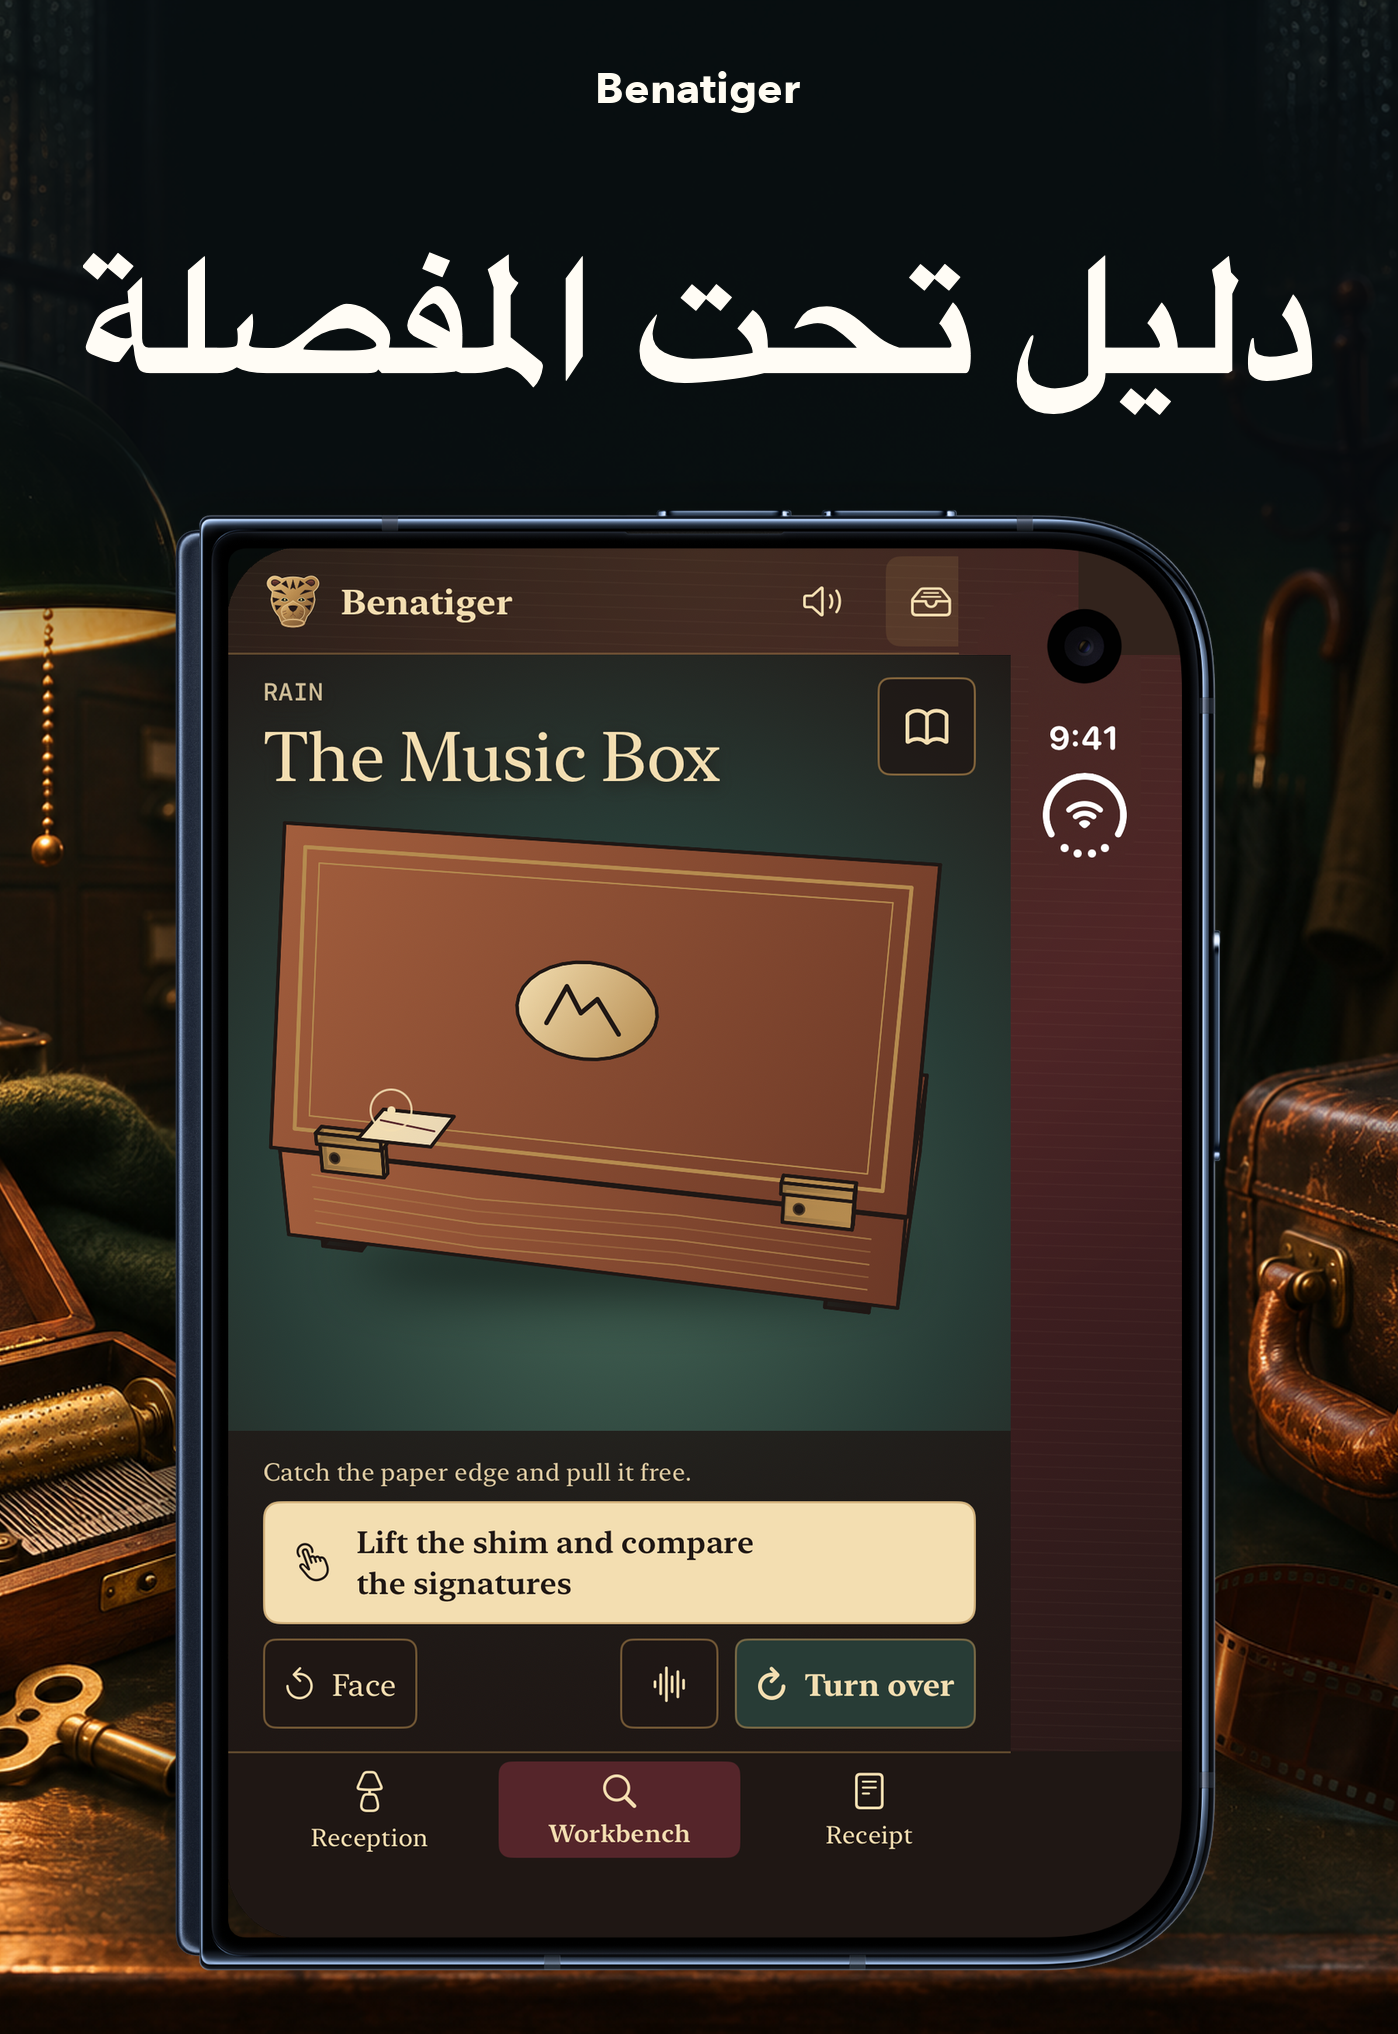 Benatiger
دليل تحت المفصلة
Benatiger
RAIN
The Music Box
9:41
Catch the paper edge and pull it free.
Lift the shim and compare
the signatures
Face
Turn over
Reception
Workbench
Receipt